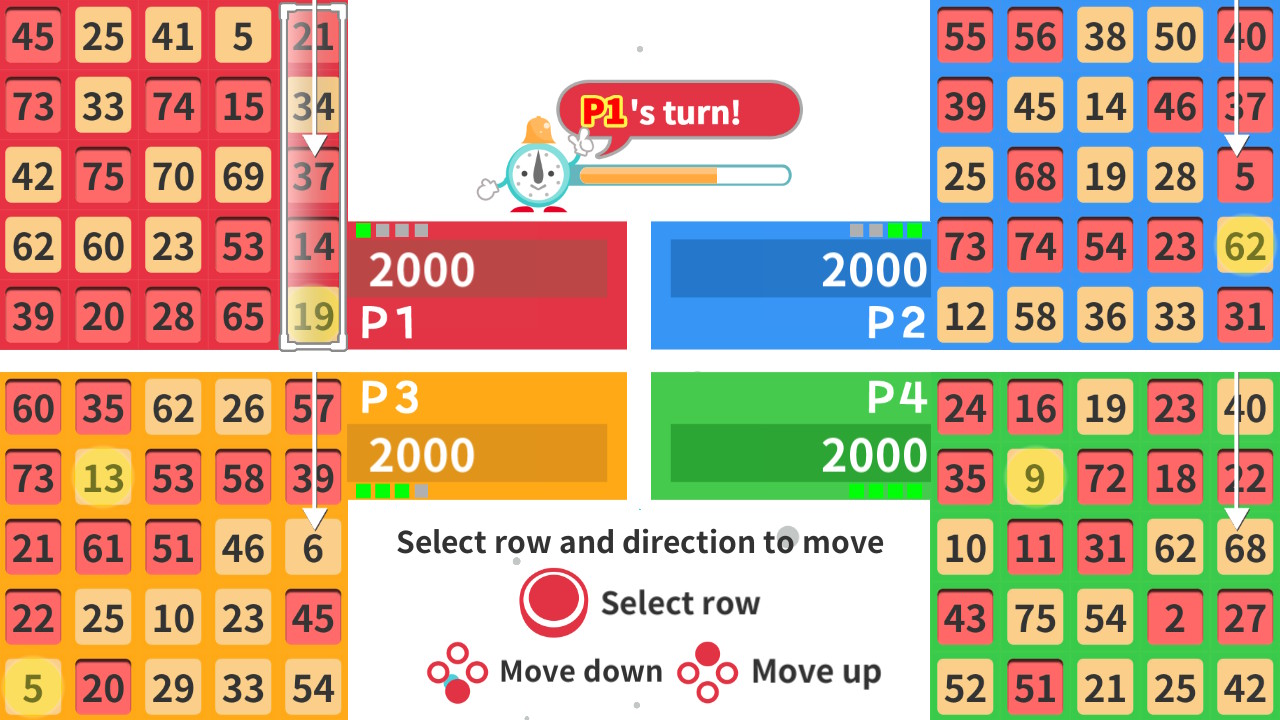 45 25 41 5 21
73 33 74 15 34
42 75 70 69 37
62 60 23 53 14
39 20 28 65 19
P1's turn!
2000
P1
2000
P2
55 56 38 50 40
39 45 14 46 37
25 68 19 28 5
73 74 54 23 62
12 58 36 33 31
60 35 62 26 57
73 13 53 58 39
21 61 51 46 6
22 25 10 23 45
5 20 29 33 54
P3
2000
P4
2000
24 16 19 23 40
35 9 72 18 22
10 11 31 62 68
43 75 54 2 27
52 51 21 25 42
Select row and direction to move
Select row
Move down
Move up